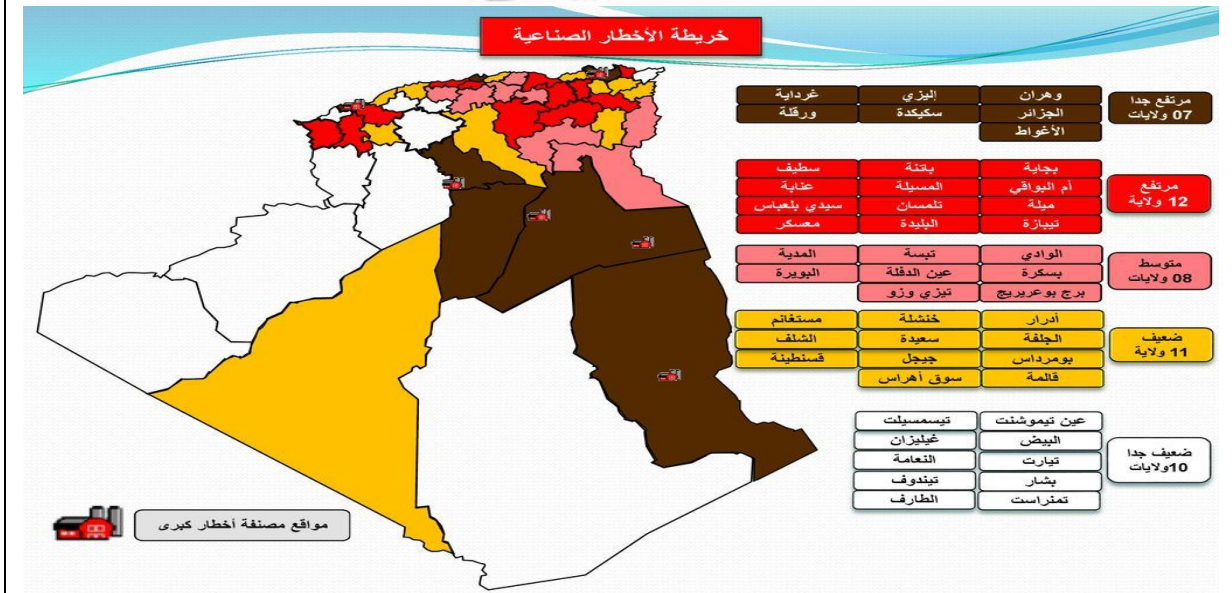 خريطة الأخطار الصناعية
مرتفع جدا
07 ولايات
وهران إليزي غرداية
الجزائر سكيكدة ورقلة
الأغواط
مرتفع
12 ولاية
بجاية باتنة سطيف
أم البواقي المسيلة عنابة
ميلة تلمسان سيدي بلعباس
تيبازة البليدة معسكر
متوسط
08 ولايات
الوادي تبسة المدية
بسكرة عين الدفلة البويرة
برج بوعريريج تيزي وزو
ضعيف
11 ولاية
أدرار خنشلة مستغانم
الجلفة سعيدة الشلف
بومرداس جيجل قسنطينة
قالمة سوق أهراس
ضعيف جدا
10ولايات
عين تيموشنت تيسمسيلت
البيض غيليزان
تيارت النعامة
بشار تيندوف
تمنراست الطارف
مواقع مصنفة أخطار كبرى